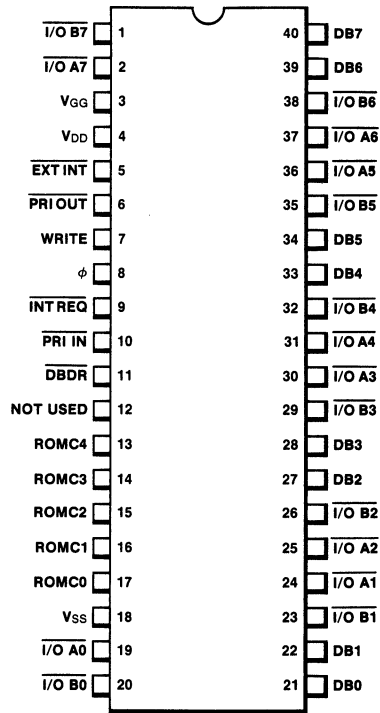 I/O B7 1 40 DB7
I/O A7 2 39 DB6
VGG 3 38 I/O B6
VDD 4 37 I/O A6
EXT INT 5 36 I/O A5
PRI OUT 6 35 I/O B5
WRITE 7 34 DB5
ϕ 8 33 DB4
INT REQ 9 32 I/O B4
PRI IN 10 31 I/O A4
DBDR 11 30 I/O A3
NOT USED 12 29 I/O B3
ROMC4 13 28 DB3
ROMC3 14 27 DB2
ROMC2 15 26 I/O B2
ROMC1 16 25 I/O A2
ROMC0 17 24 I/O A1
VSS 18 23 I/O B1
I/O A0 19 22 DB1
I/O B0 20 21 DB0